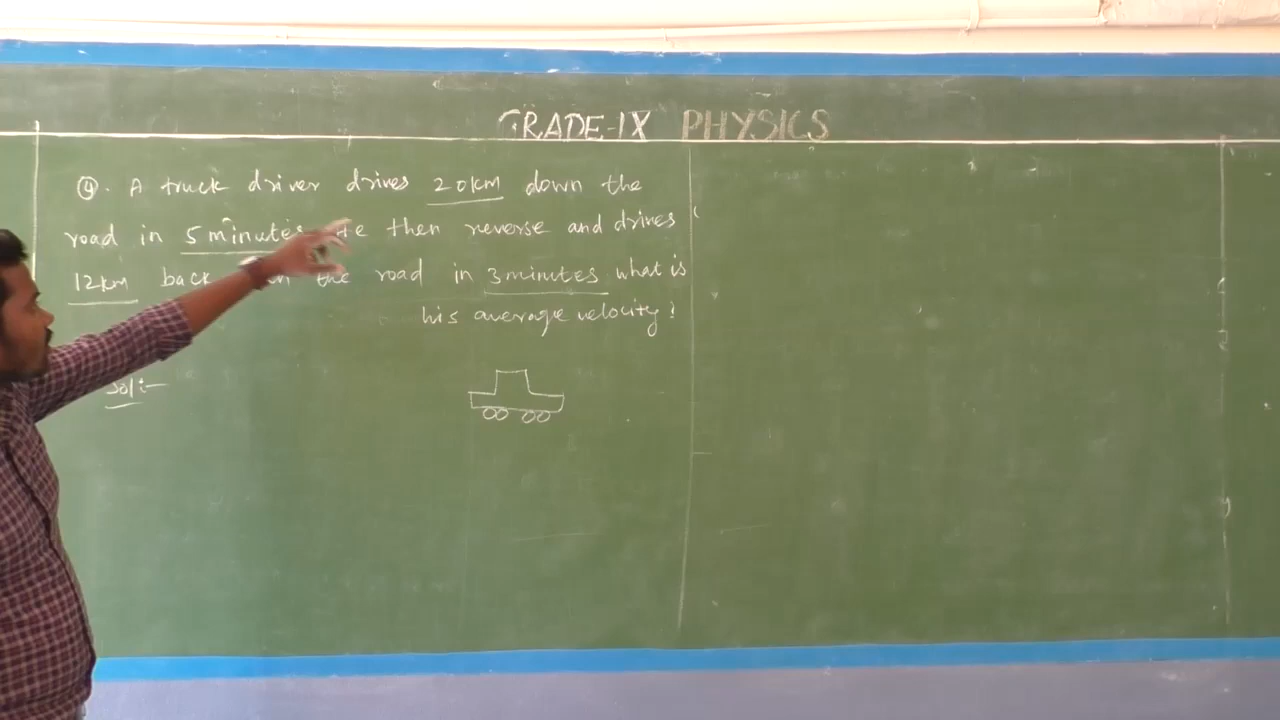 GRADE-IX PHYSICS
④. A truck driver drives 20km down the
road in 5 minutes then reverse and drives
12km back the road in 3 minutes what is
his average velocity?
Sol:-